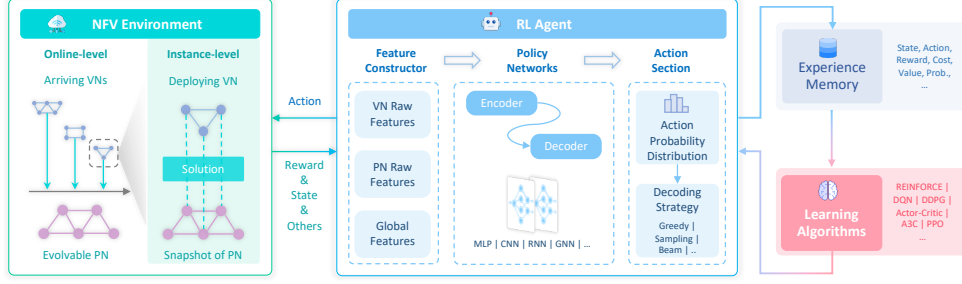 NFV Environment
Online-level
Arriving VNs
Evolvable PN
Instance-level
Deploying VN
Solution
Snapshot of PN
Action
Reward
&
State
&
Others
RL Agent
Feature
Constructor
VN Raw
Features
PN Raw
Features
Global
Features
Policy
Networks
Encoder
Decoder
MLP | CNN | RNN | GNN | ...
Action
Section
Action
Probability
Distribution
Decoding
Strategy
Greedy |
Sampling |
Beam | ..
Experience
Memory
State, Action,
Reward, Cost,
Value, Prob.,
...
Learning
Algorithms
REINFORCE |
DQN | DDPG |
Actor-Critic |
A3C | PPO
...